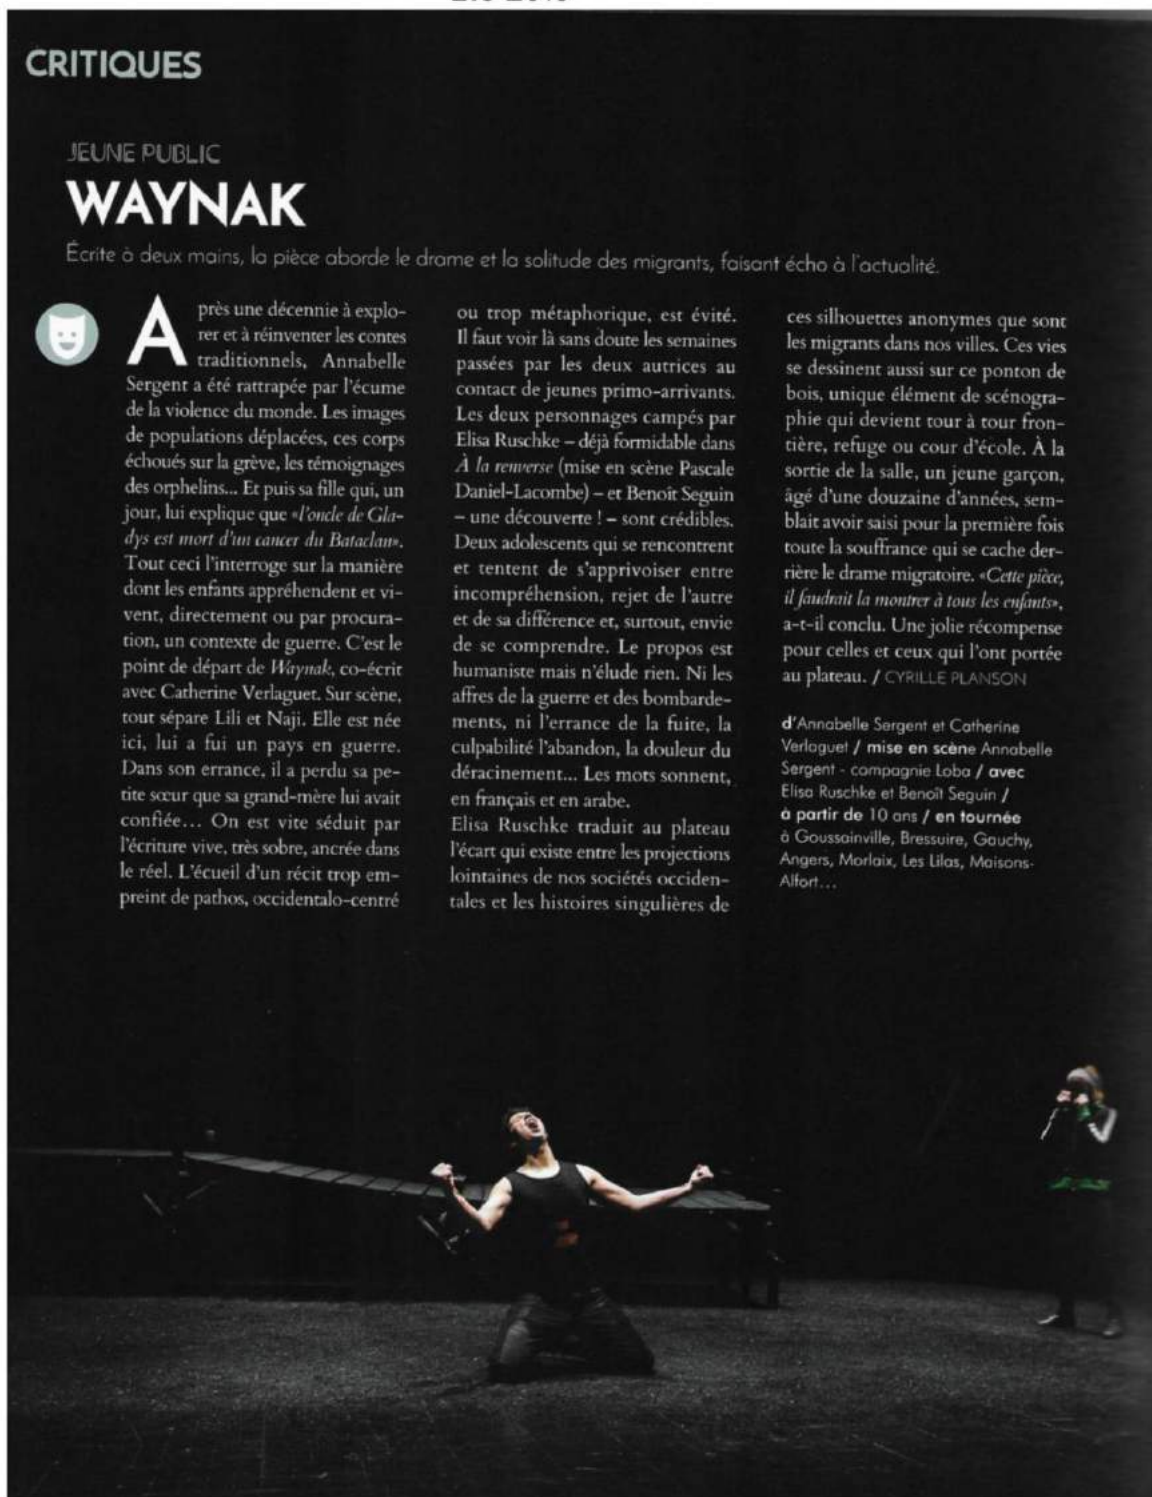 CRITIQUES
JEUNE PUBLIC
WAYNAK
Écrite à deux mains, la pièce aborde le drame et la solitude des migrants, faisant écho à l'actualité.
Après une décennie à explo-
rer et à réinventer les contes
traditionnels, Annabelle
Sergent a été rattrapée par l'écume
de la violence du monde. Les images
de populations déplacées, ces corps
échoués sur la grève, les témoignages
des orphelins... Et puis sa fille qui, un
jour, lui explique que «l'oncle de Gla-
dys est mort d'un cancer du Bataclan».
Tout ceci l'interroge sur la manière
dont les enfants appréhendent et vi-
vent, directement ou par procura-
tion, un contexte de guerre. C'est le
point de départ de Waynak, co-écrit
avec Catherine Verlaguet. Sur scène,
tout sépare Lili et Naji. Elle est née
ici, lui a fui un pays en guerre.
Dans son errance, il a perdu sa pe-
tite sœur que sa grand-mère lui avait
confiée... On est vite séduit par
l'écriture vive, très sobre, ancrée dans
le réel. L'écueil d'un récit trop em-
preint de pathos, occidentalo-centré
ou trop métaphorique, est évité.
Il faut voir là sans doute les semaines
passées par les deux autrices au
contact de jeunes primo-arrivants.
Les deux personnages campés par
Elisa Ruschke – déjà formidable dans
À la renverse (mise en scène Pascale
Daniel-Lacombe) – et Benoît Seguin
– une découverte ! – sont crédibles.
Deux adolescents qui se rencontrent
et tentent de s'apprivoiser entre
incompréhension, rejet de l'autre
et de sa différence et, surtout, envie
de se comprendre. Le propos est
humaniste mais n'élude rien. Ni les
affres de la guerre et des bombarde-
ments, ni l'errance de la fuite, la
culpabilité l'abandon, la douleur du
déracinement... Les mots sonnent,
en français et en arabe.
Elisa Ruschke traduit au plateau
l'écart qui existe entre les projections
lointaines de nos sociétés occiden-
tales et les histoires singulières de
ces silhouettes anonymes que sont
les migrants dans nos villes. Ces vies
se dessinent aussi sur ce ponton de
bois, unique élément de scénogra-
phie qui devient tour à tour fron-
tière, refuge ou cour d'école. À la
sortie de la salle, un jeune garçon,
âgé d'une douzaine d'années, sem-
blait avoir saisi pour la première fois
toute la souffrance qui se cache der-
rière le drame migratoire. «Cette pièce,
il faudrait la montrer à tous les enfants»,
a-t-il conclu. Une jolie récompense
pour celles et ceux qui l'ont portée
au plateau. / CYRILLE PLANSON
d'Annabelle Sergent et Catherine
Verlaguet / mise en scène Annabelle
Sergent - compagnie Loba / avec
Elisa Ruschke et Benoît Seguin /
à partir de 10 ans / en tournée
à Goussainville, Bressuire, Gauchy,
Angers, Morlaix, Les Lilas, Maisons-
Alfort...